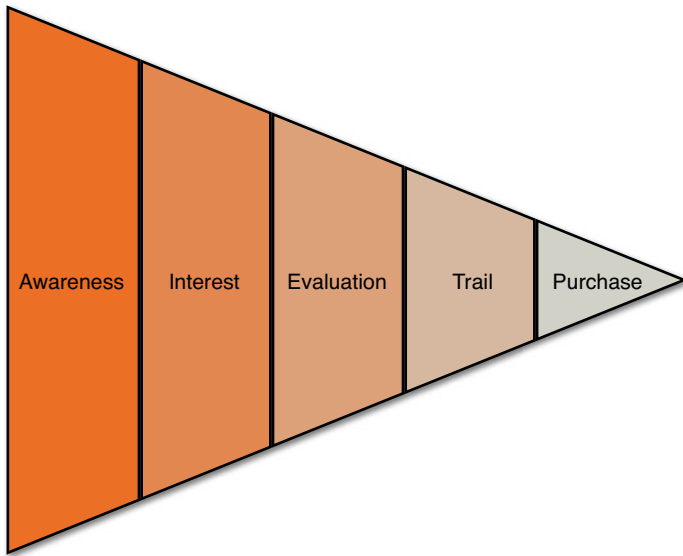 Awareness
Interest
Evaluation
Trail
Purchase